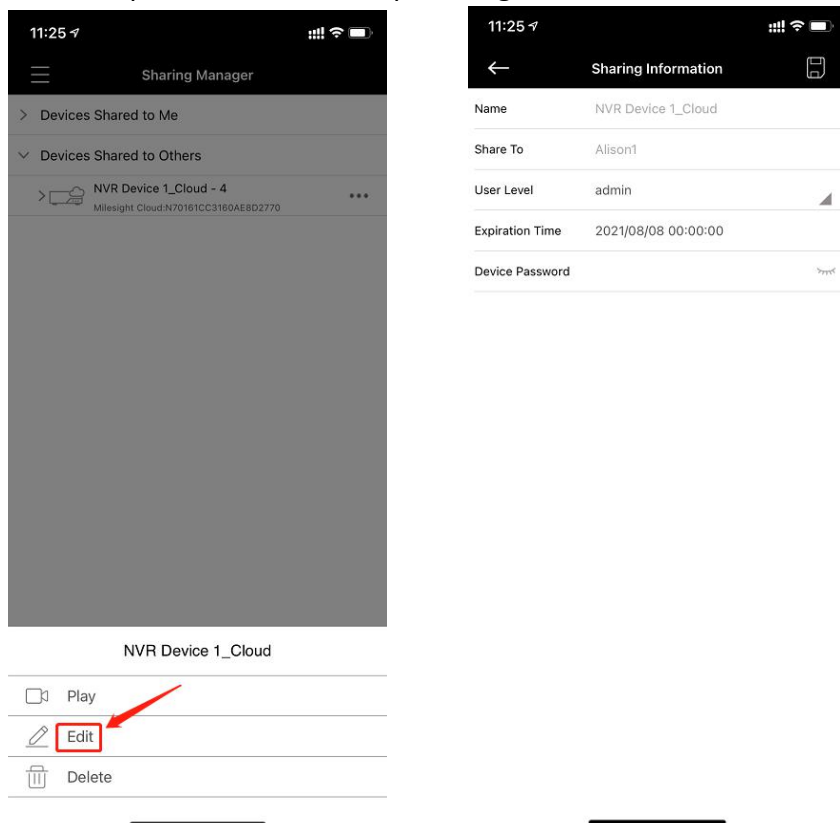 11:25
Sharing Manager
Devices Shared to Me
Devices Shared to Others
NVR Device 1_Cloud - 4
Milesight Cloud:N70161CC3160AE8D2770
NVR Device 1_Cloud
Play
Edit
Delete
11:25
Sharing Information
Name NVR Device 1_Cloud
Share To Alison1
User Level admin
Expiration Time 2021/08/08 00:00:00
Device Password